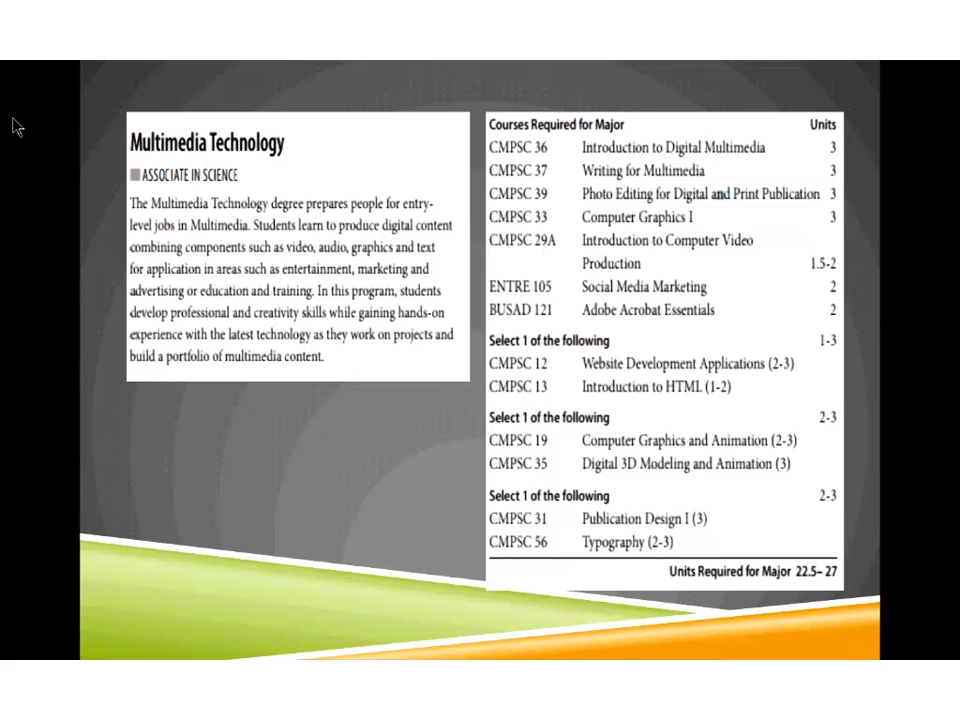 Multimedia Technology
ASSOCIATE IN SCIENCE
The Multimedia Technology degree prepares people for entry-
level jobs in Multimedia. Students learn to produce digital content
combining components such as video, audio, graphics and text
for application in areas such as entertainment, marketing and
advertising or education and training. In this program, students
develop professional and creativity skills while gaining hands-on
experience with the latest technology as they work on projects and
build a portfolio of multimedia content.
Courses Required for Major Units
CMPSC 36 Introduction to Digital Multimedia 3
CMPSC 37 Writing for Multimedia 3
CMPSC 39 Photo Editing for Digital and Print Publication 3
CMPSC 33 Computer Graphics I 3
CMPSC 29A Introduction to Computer Video
Production 1.5-2
ENTRE 105 Social Media Marketing 2
BUSAD 121 Adobe Acrobat Essentials 2
Select 1 of the following 1-3
CMPSC 12 Website Development Applications (2-3)
CMPSC 13 Introduction to HTML (1-2)
Select 1 of the following 2-3
CMPSC 19 Computer Graphics and Animation (2-3)
CMPSC 35 Digital 3D Modeling and Animation (3)
Select 1 of the following 2-3
CMPSC 31 Publication Design I (3)
CMPSC 56 Typography (2-3)
Units Required for Major 22.5– 27